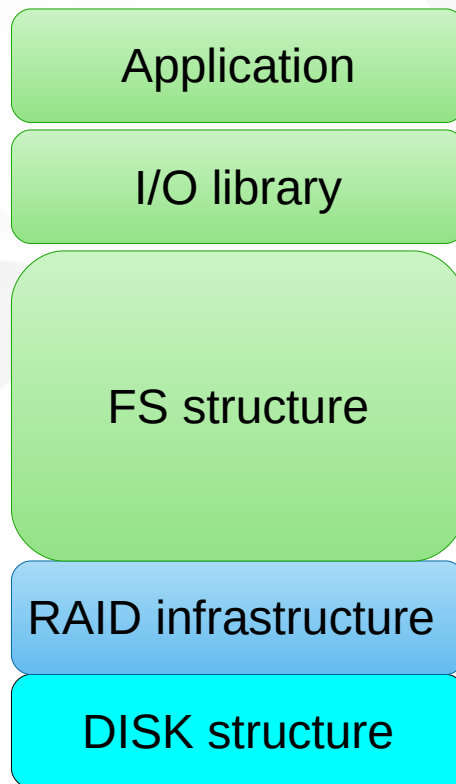 Application
I/O library
FS structure
RAID infrastructure
DISK structure